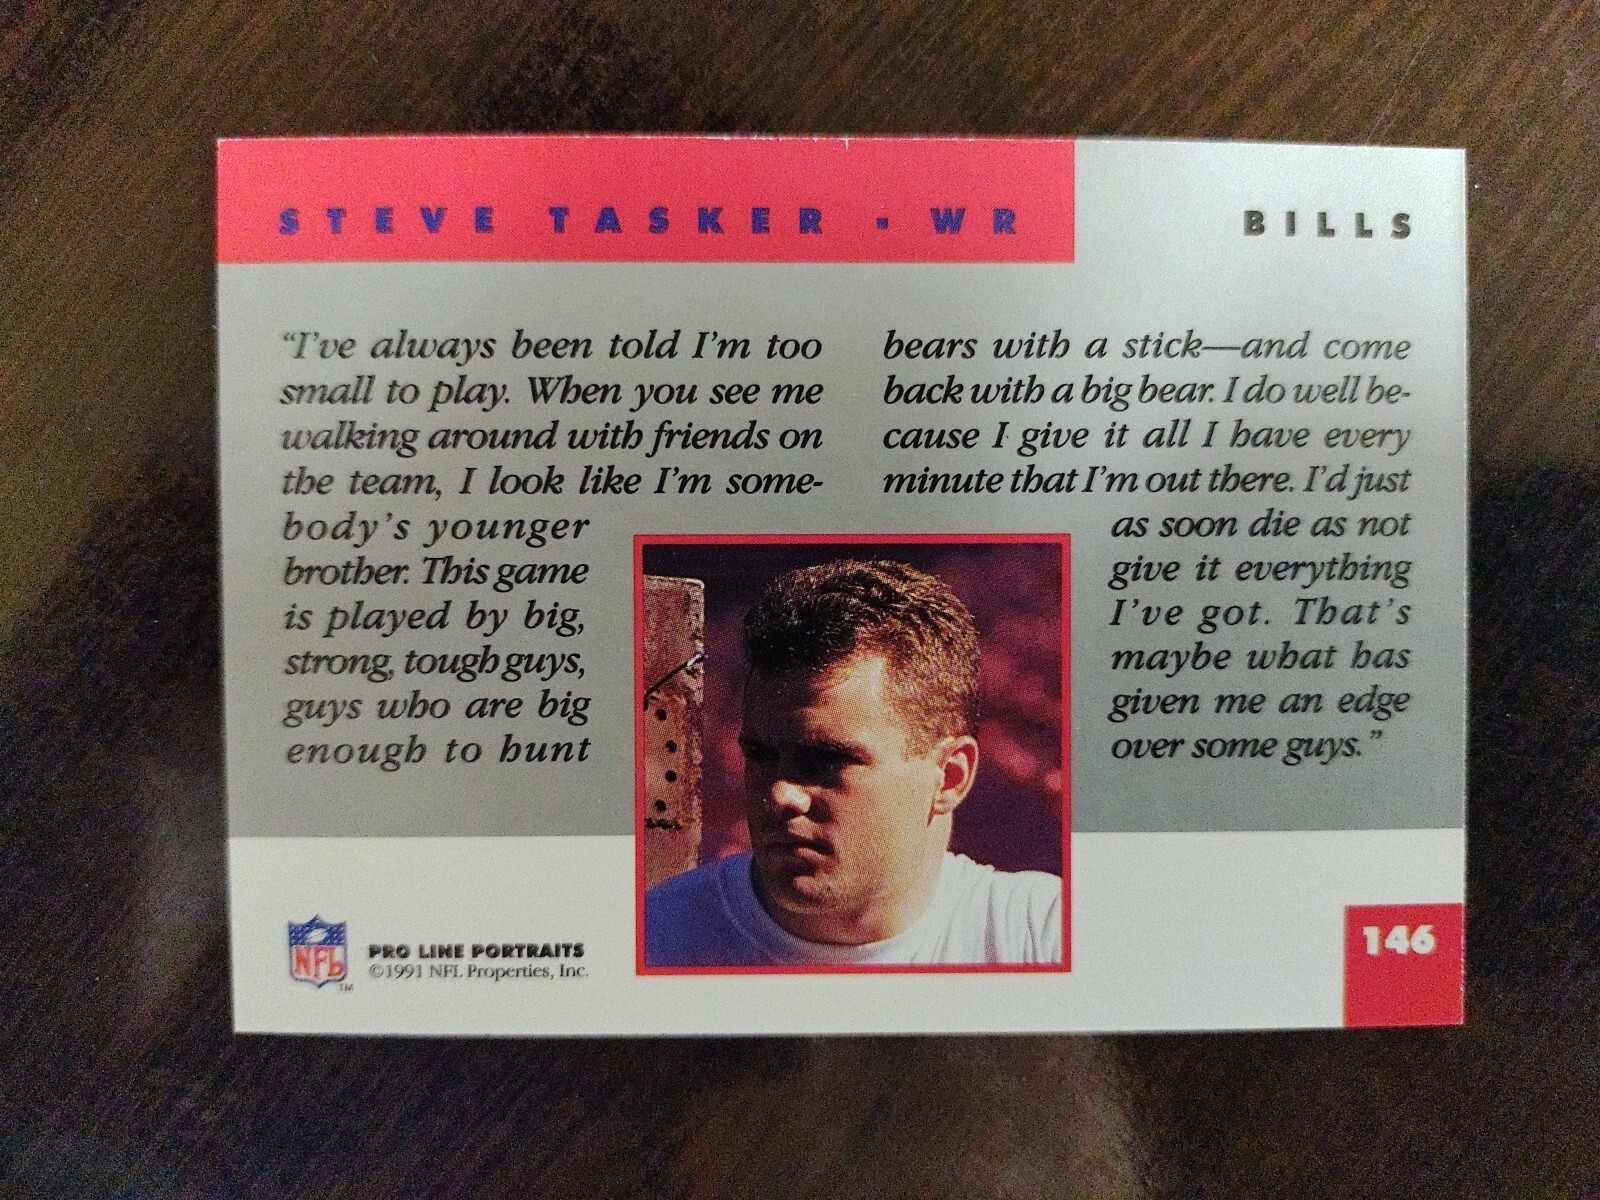 STEVE TASKER · WR
BILLS
“I’ve always been told I’m too
small to play. When you see me
walking around with friends on
the team, I look like I’m some-
body’s younger
brother. This game
is played by big,
strong, tough guys,
guys who are big
enough to hunt
bears with a stick—and come
back with a big bear. I do well be-
cause I give it all I have every
minute that I’m out there. I’d just
as soon die as not
give it everything
I’ve got. That’s
maybe what has
given me an edge
over some guys.”
NFL
TM
PRO LINE PORTRAITS
©1991 NFL Properties, Inc.
146